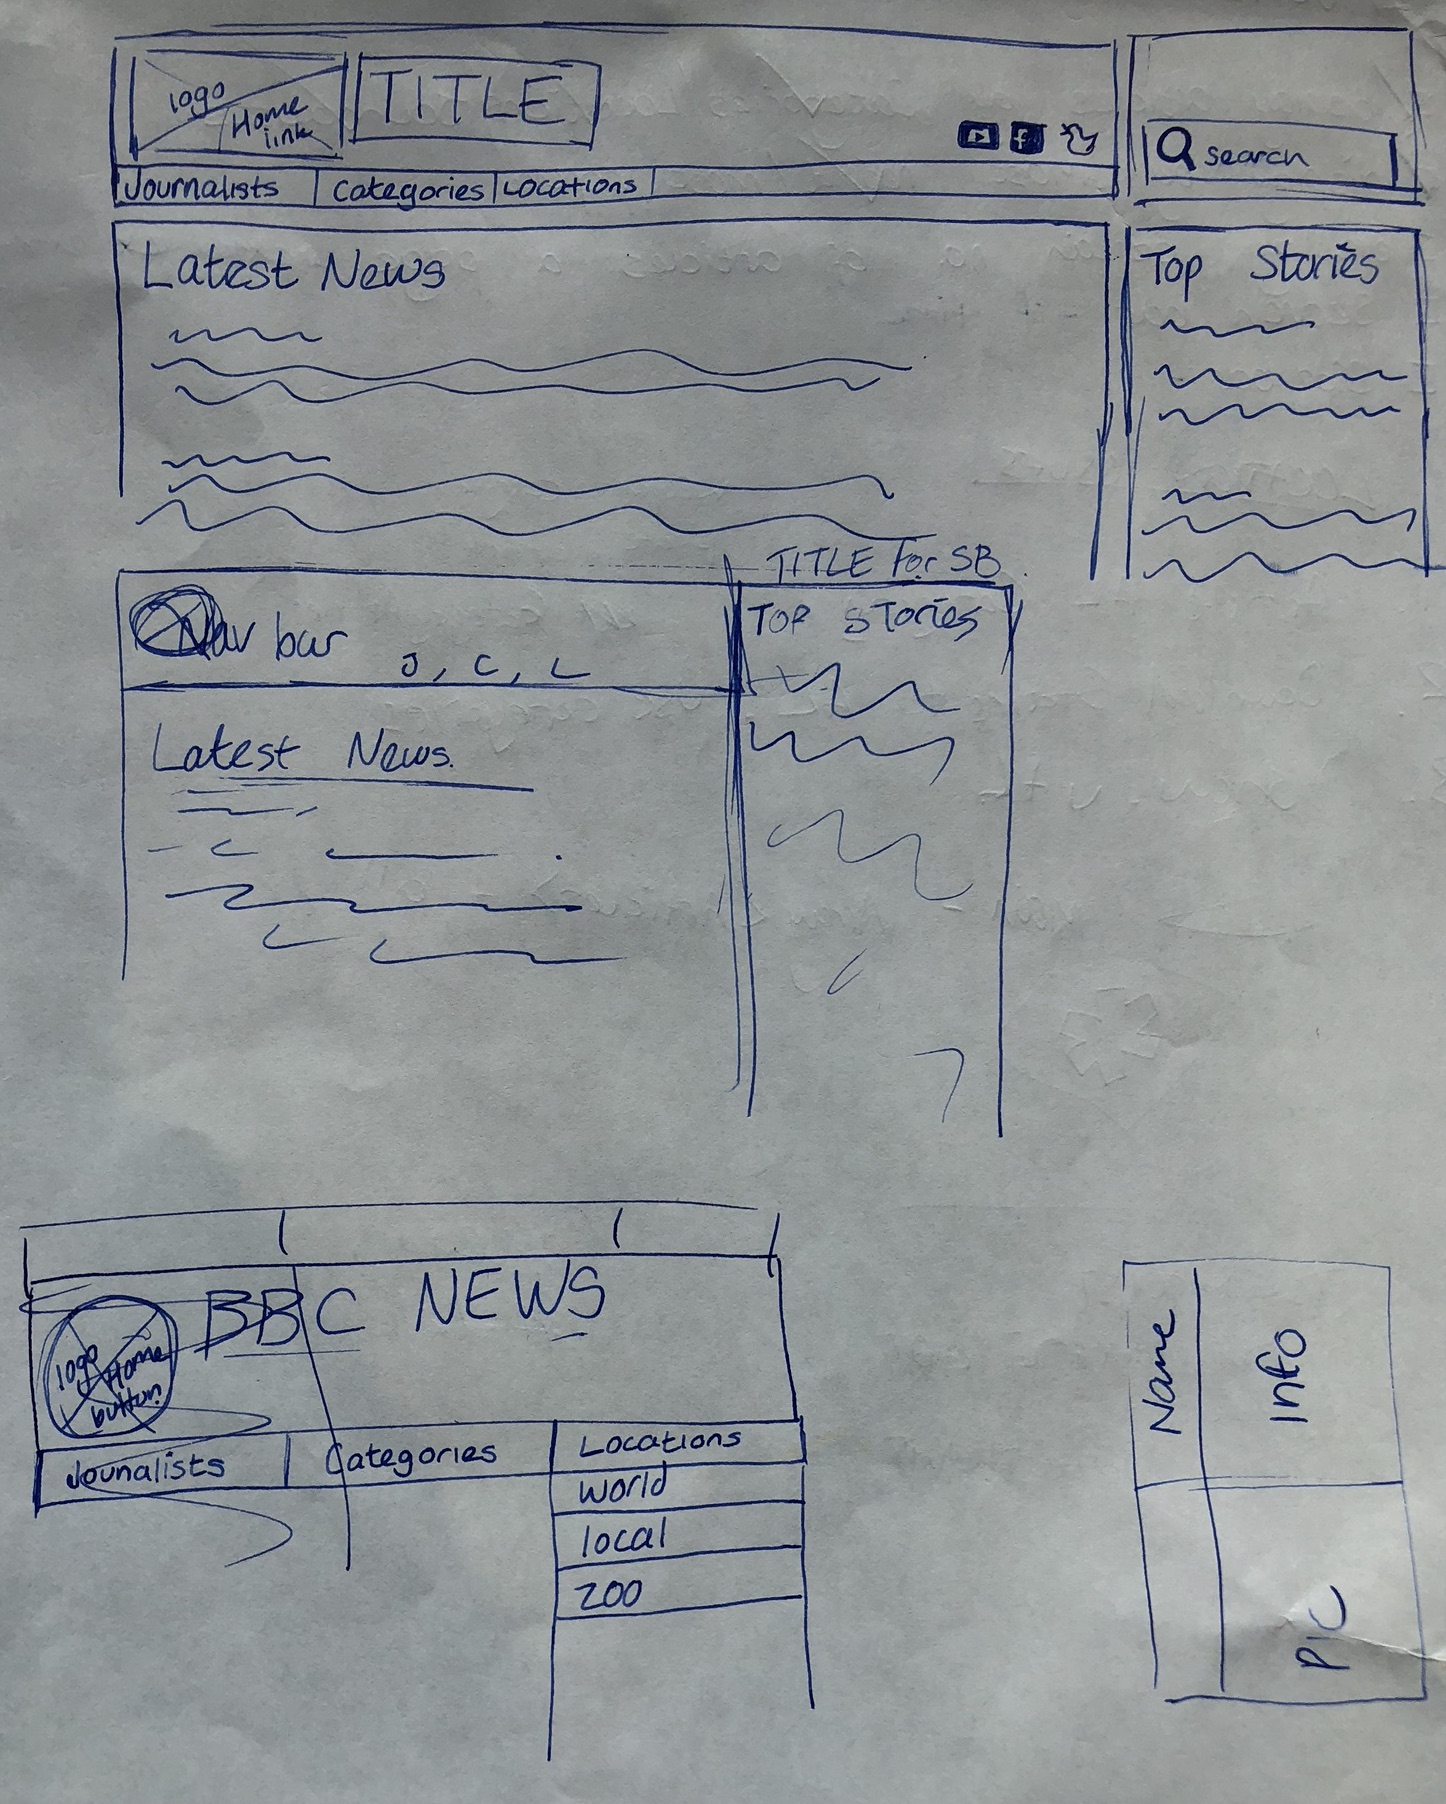 logo
Home
link
TITLE
search
Journalists
Categories
Locations
Latest News
Top Stories
TITLE For SB
Nav bar
J, C, L
TOP Stories
Latest News.
BBC NEWS
logo
Home
button
Jounalists
Categories
Locations
world
local
zoo
Name
Info
PIC